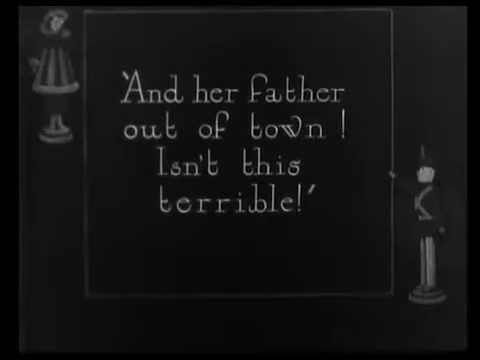 'And her father
out of town!
Isn't this
terrible!'